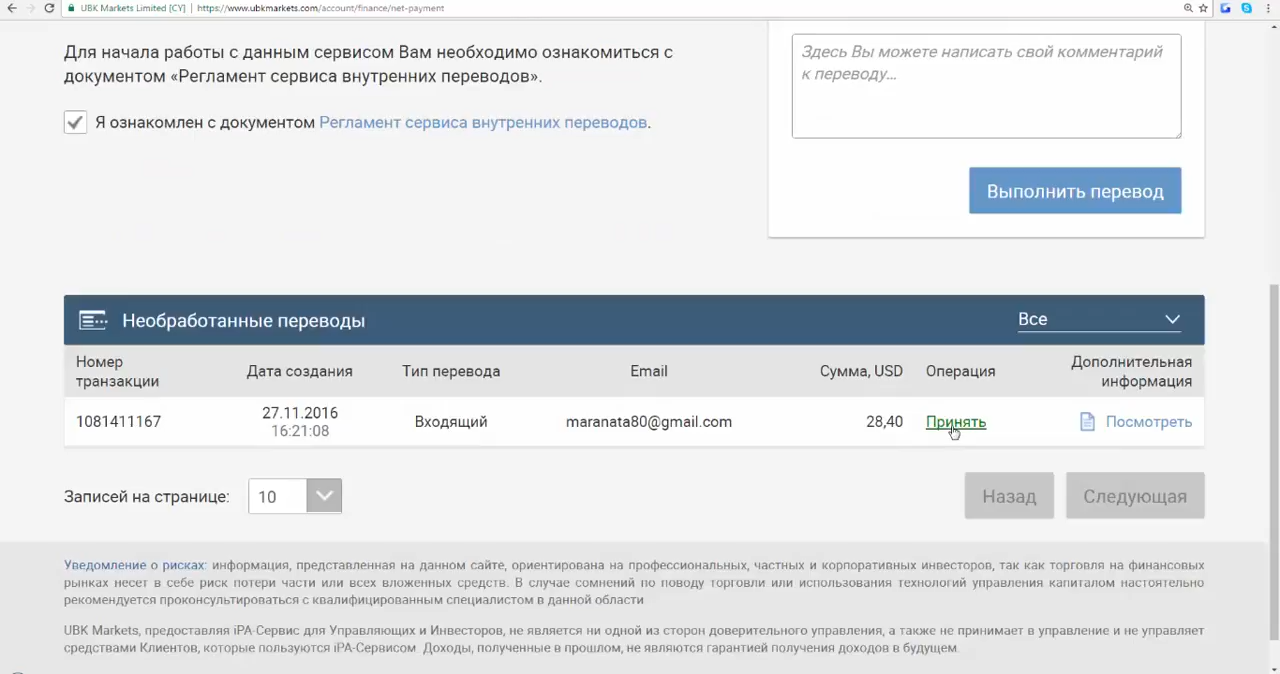 UBK Markets Limited [CY]
https://www.ubkmarkets.com/account/finance/net-payment
Для начала работы с данным сервисом Вам необходимо ознакомиться с
документом «Регламент сервиса внутренних переводов».
Я ознакомлен с документом Регламент сервиса внутренних переводов.
Здесь Вы можете написать свой комментарий
к переводу...
Выполнить перевод
Необработанные переводы
Все
Номер
транзакции
Дата создания
Тип перевода
Email
Сумма, USD
Операция
Дополнительная
информация
1081411167
27.11.2016
16:21:08
Входящий
maranata80@gmail.com
28,40
Принять
Посмотреть
Записей на странице:
10
Назад
Следующая
Уведомление о рисках: информация, представленная на данном сайте, ориентирована на профессиональных, частных и корпоративных инвесторов, так как торговля на финансовых
рынках несет в себе риск потери части или всех вложенных средств. В случае сомнений по поводу торговли или использования технологий управления капиталом настоятельно
рекомендуется проконсультироваться с квалифицированным специалистом в данной области
UBK Markets, предоставляя iPA-Сервис для Управляющих и Инвесторов, не является ни одной из сторон доверительного управления, а также не принимает в управление и не управляет
средствами Клиентов, которые пользуются iPA-Сервисом. Доходы, полученные в прошлом, не являются гарантией получения доходов в будущем.